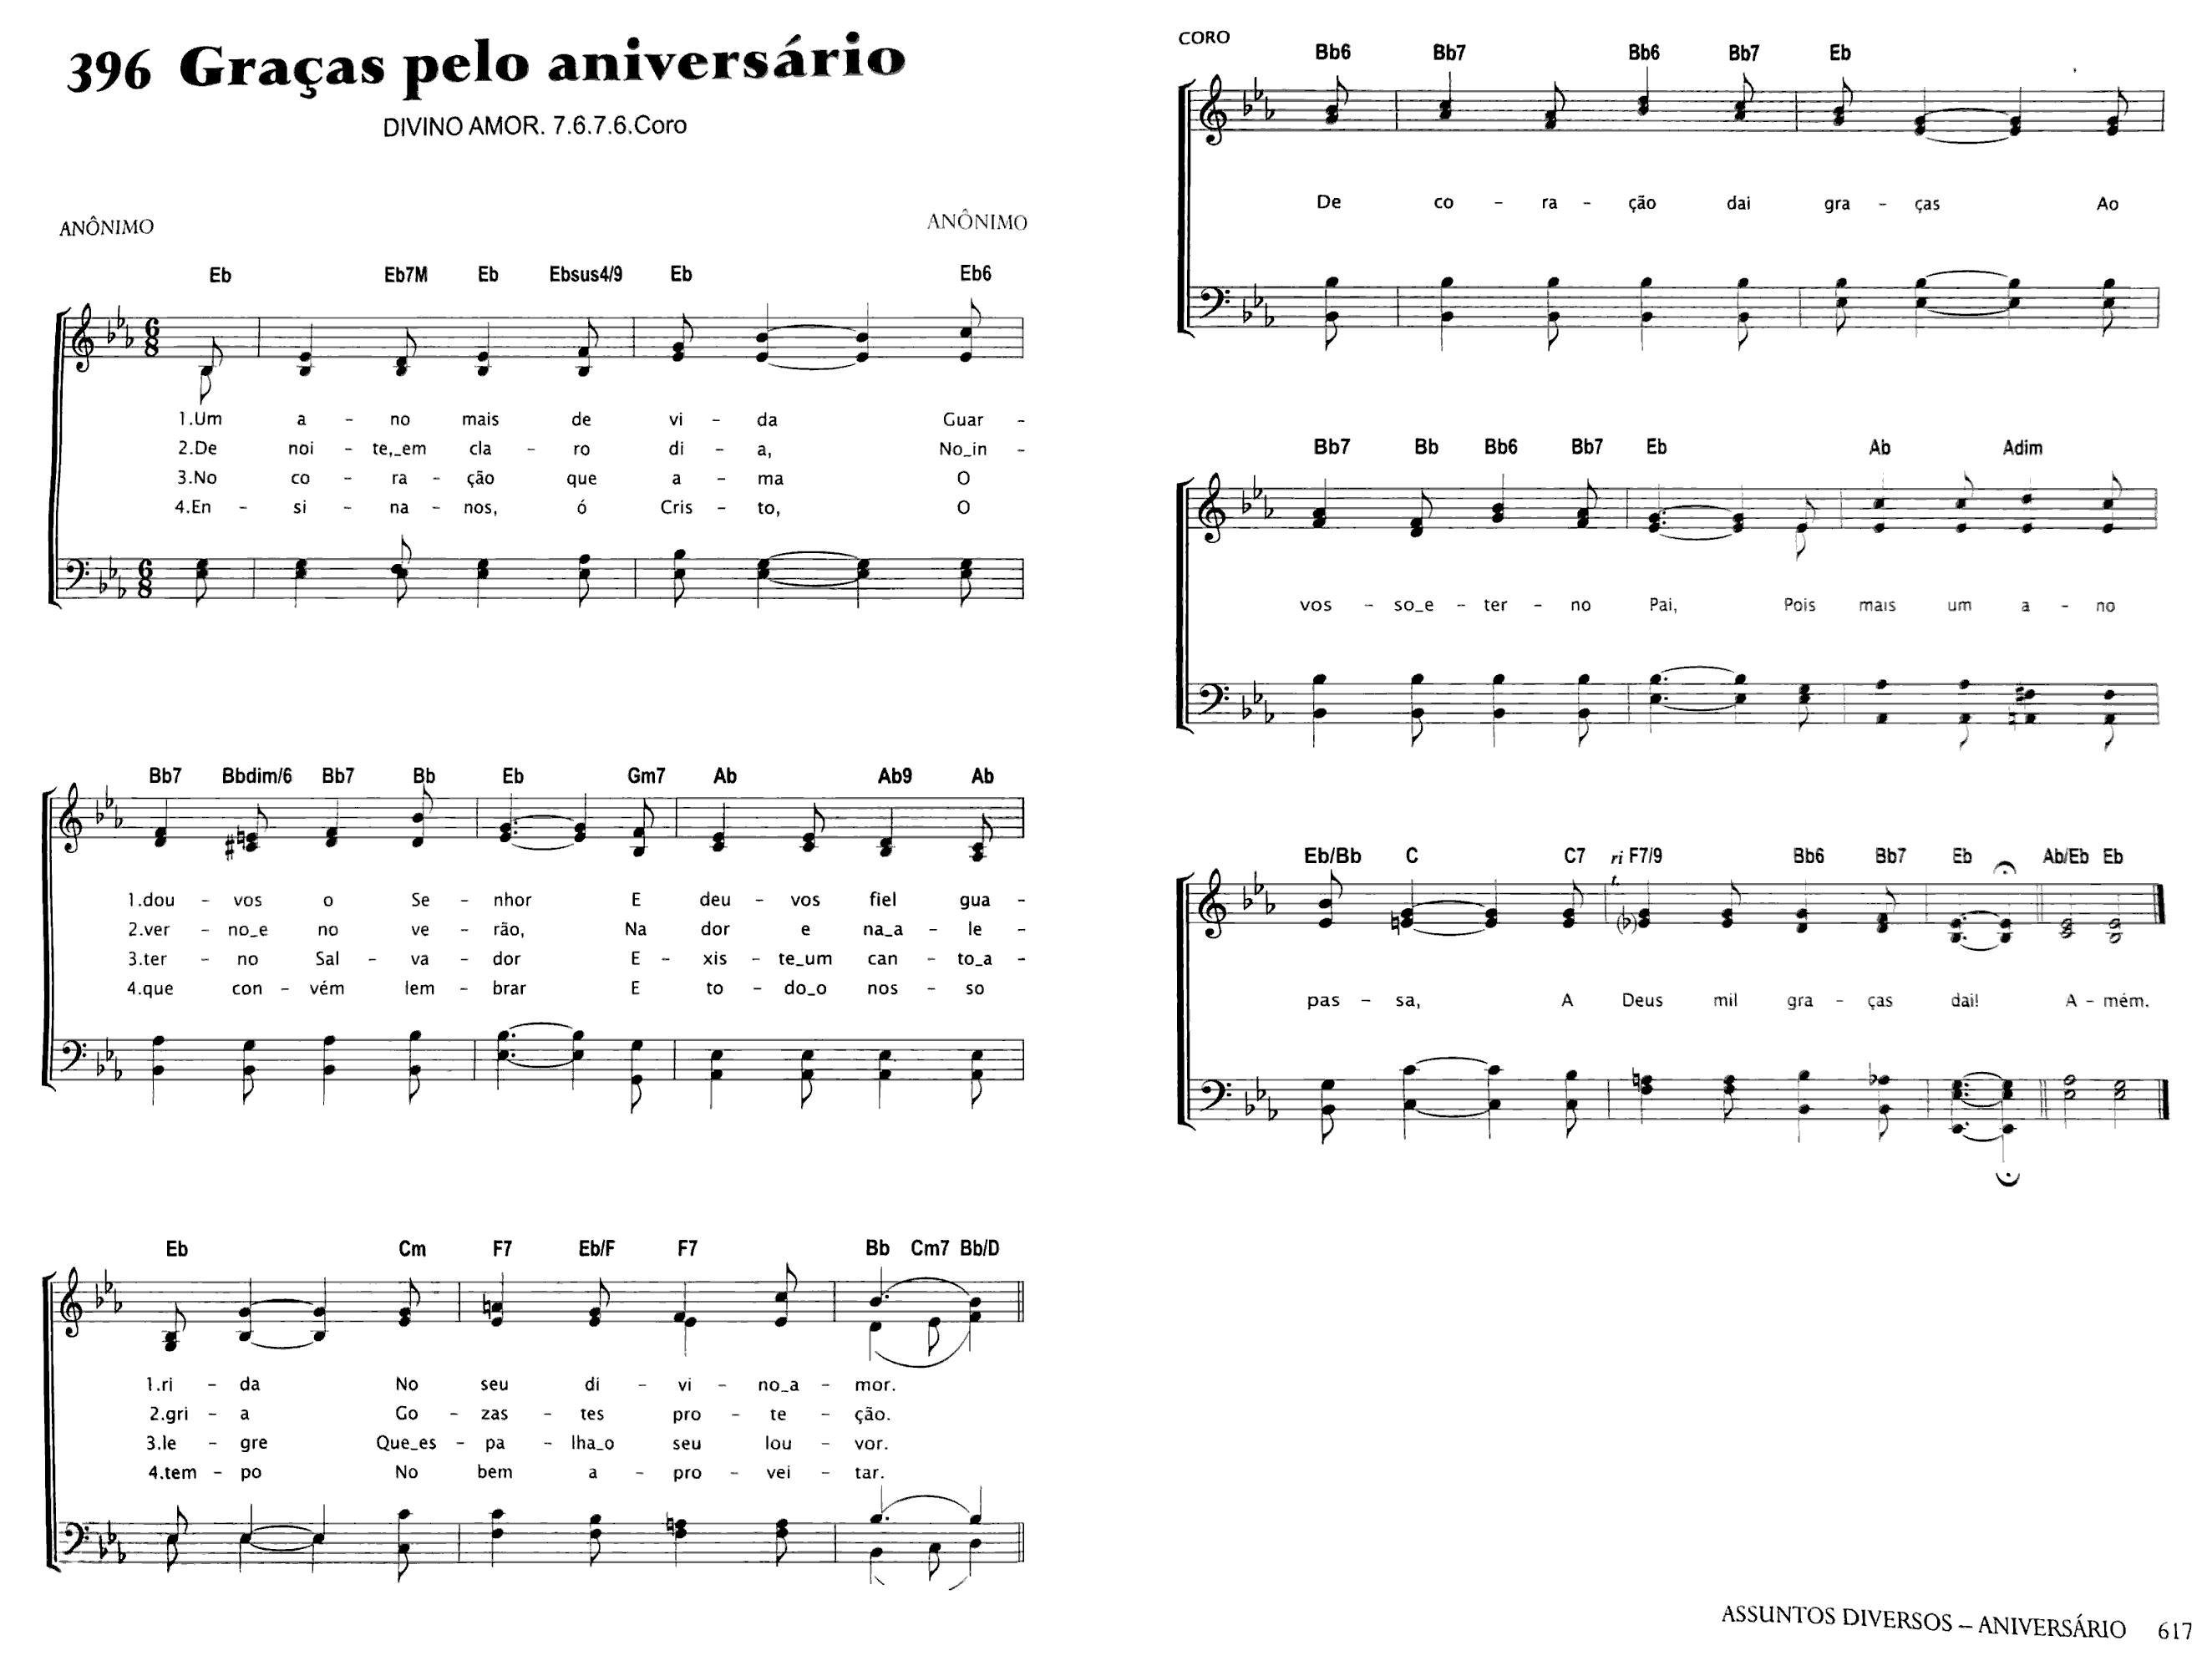 396 Graças pelo aniversário
DIVINO AMOR. 7.6.7.6.Coro
ANÔNIMO ANÔNIMO
Eb Eb7M Eb Ebsus4/9 Eb Eb6
6 8
1.Um a - no mais de vi - da Guar -
2.De noi - te,_em cla - ro di - a, No_in -
3.No co - ra - ção que a - ma O
4.En - si - na - nos, ó Cris - to, O
6 8
Bb7 Bbdim/6 Bb7 Bb Eb Gm7 Ab Ab9 Ab
1.dou - vos o Se - nhor E deu - vos fiel gua -
2.ver - no_e no ve - rão, Na dor e na_a - le -
3.ter - no Sal - va - dor E - xis - te_um can - to_a -
4.que con - vém lem - brar E to - do_o nos - so
Eb Cm F7 Eb/F F7 Bb Cm7 Bb/D
1.ri - da No seu di - vi - no_a - mor.
2.gri - a Go - zas - tes pro - te - ção.
3.le - gre Que_es - pa - lha_o seu lou - vor.
4.tem - po No bem a - pro - vei - tar.
CORO
Bb6 Bb7 Bb6 Bb7 Eb
De co - ra - ção dai gra - ças Ao
Bb7 Bb Bb6 Bb7 Eb Ab Adim
vos - so_e - ter - no Pai, Pois mais um a - no
Eb/Bb C C7 ri t. F7/9 Bb6 Bb7 Eb Ab/Eb Eb
pas - sa, A Deus mil gra - ças dai! A - mém.
ASSUNTOS DIVERSOS – ANIVERSÁRIO 617